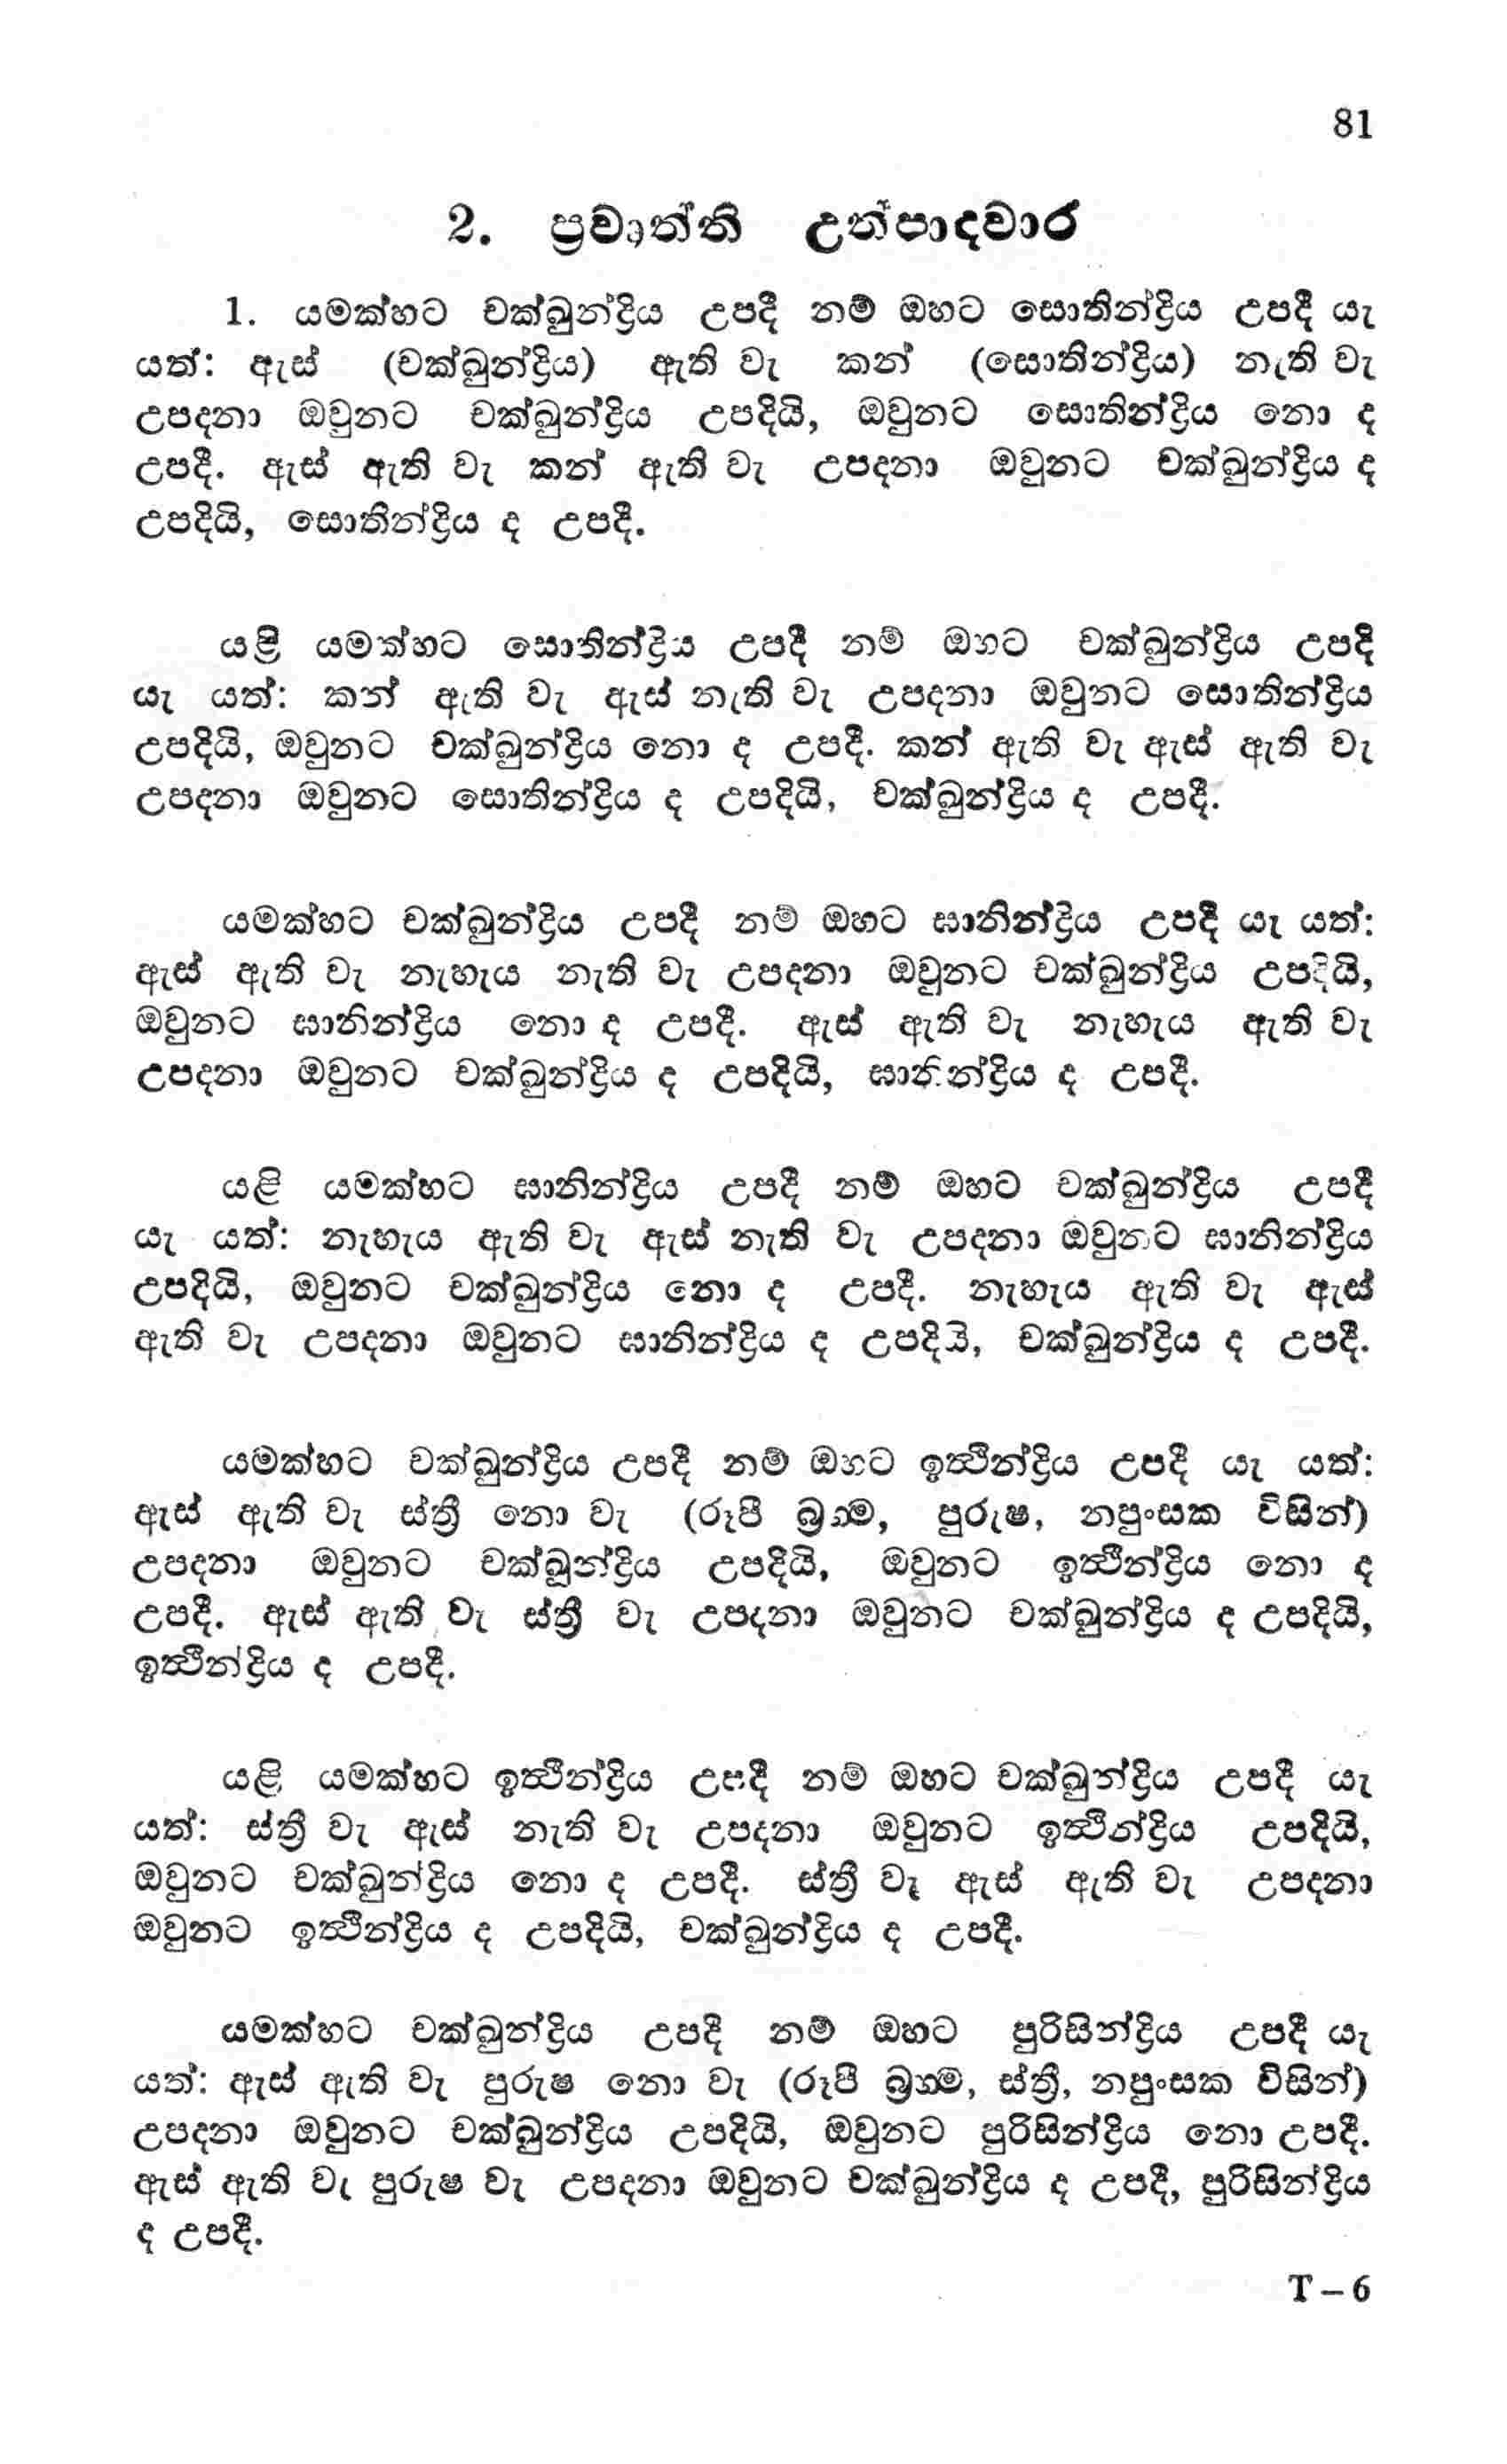 81
2. ප්‍රවෘත්ති උත්පාදවාර
1. යමක්හට චක්ඛුන්ද්‍රිය උපදී නම් ඔහට සොතින්ද්‍රිය උපදී යැ
යත්: ඇස් (චක්ඛුන්ද්‍රිය) ඇති වැ කන් (සොතින්ද්‍රිය) නැති වැ
උපදනා ඔවුනට චක්ඛුන්ද්‍රිය උපදියි, ඔවුනට සොතින්ද්‍රිය නො ද
උපදී. ඇස් ඇති වැ කන් ඇති වැ උපදනා ඔවුනට චක්ඛුන්ද්‍රිය ද
උපදියි, සොතින්ද්‍රිය ද උපදී.
යළි යමක්හට සොතින්ද්‍රිය උපදී නම් ඔහට චක්ඛුන්ද්‍රිය උපදී
යැ යත්: කන් ඇති වැ ඇස් නැති වැ උපදනා ඔවුනට සොතින්ද්‍රිය
උපදියි, ඔවුනට චක්ඛුන්ද්‍රිය නො ද උපදී. කන් ඇති වැ ඇස් ඇති වැ
උපදනා ඔවුනට සොතින්ද්‍රිය ද උපදියි, චක්ඛුන්ද්‍රිය ද උපදී.
යමක්හට චක්ඛුන්ද්‍රිය උපදී නම් ඔහට ඝානින්ද්‍රිය උපදී යෑ යත්:
ඇස් ඇති වැ නැහැය නැති වැ උපදනා ඔවුනට චක්ඛුන්ද්‍රිය උපදියි,
ඔවුනට ඝානින්ද්‍රිය නො ද උපදී. ඇස් ඇති වැ නැහැය ඇති වැ
උපදනා ඔවුනට චක්ඛුන්ද්‍රිය ද උපදියි, ඝානින්ද්‍රිය ද උපදී.
යළි යමක්හට ඝානින්ද්‍රිය උපදී නම් ඔහට චක්ඛුන්ද්‍රිය උපදී
යැ යත්: නැහැය ඇති වැ ඇස් නැති වැ උපදනා ඔවුනට ඝානින්ද්‍රිය
උපදියි, ඔවුනට චක්ඛුන්ද්‍රිය නො ද උපදී. නැහැය ඇති වැ ඇස්
ඇති වැ උපදනා ඔවුනට ඝානින්ද්‍රිය ද උපදියි, චක්ඛුන්ද්‍රිය ද උපදී.
යමක්හට චක්ඛුන්ද්‍රිය උපදී නම් ඔහට ඉත්‍ථින්ද්‍රිය උපදී යැ යත්:
ඇස් ඇති වැ ස්ත්‍රී නො වැ (රූපී බ්‍රහ්ම, පුරුෂ, නපුංසක විසින්)
උපදනා ඔවුනට චක්ඛුන්ද්‍රිය උපදියි, ඔවුනට ඉත්‍ථින්ද්‍රිය නො ද
උපදී. ඇස් ඇති වැ ස්ත්‍රී වැ උපදනා ඔවුනට චක්ඛුන්ද්‍රිය ද උපදියි,
ඉත්‍ථින්ද්‍රිය ද උපදී.
යළි යමක්හට ඉත්‍ථින්ද්‍රිය උපදී නම් ඔහට චක්ඛුන්ද්‍රිය උපදී යැ
යත්: ස්ත්‍රී වැ ඇස් නැති වැ උපදනා ඔවුනට ඉත්‍ථින්ද්‍රිය උපදියි,
ඔවුනට චක්ඛුන්ද්‍රිය නො ද උපදී. ස්ත්‍රී වෑ ඇස් ඇති වැ උපදනා
ඔවුනට ඉත්‍ථින්ද්‍රිය ද උපදියි, චක්ඛුන්ද්‍රිය ද උපදී.
යමක්හට චක්ඛුන්ද්‍රිය උපදී නම් ඔහට පුරිසින්ද්‍රිය උපදී යැ
යත්: ඇස් ඇති වැ පුරුෂ නො වැ (රූපී බ්‍රහ්ම, ස්ත්‍රී, නපුංසක විසින්)
උපදනා ඔවුනට චක්ඛුන්ද්‍රිය උපදියි, ඔවුනට පුරිසින්ද්‍රිය නො උපදී.
ඇස් ඇති වැ පුරුෂ වැ උපදනා ඔවුනට චක්ඛුන්ද්‍රිය ද උපදී, පුරිසින්ද්‍රිය
ද උපදී.
T – 6